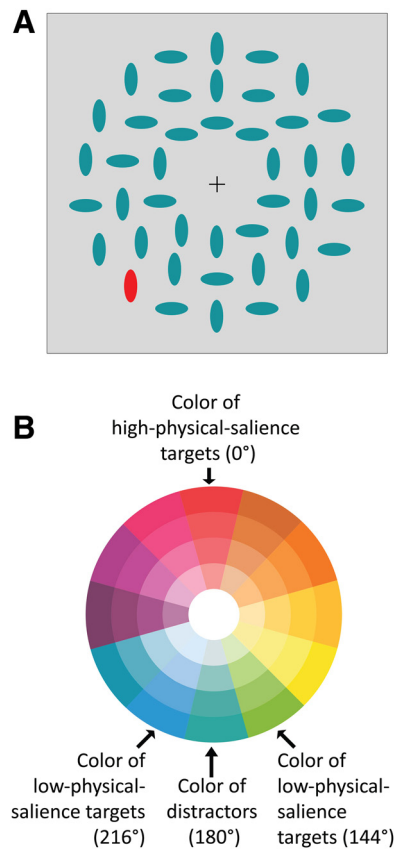 A
B
Color of
high-physical-salience
targets (0°)
Color of
low-physical-
salience targets
(216°)
Color of
distractors
(180°)
Color of
low-physical-
salience
targets (144°)